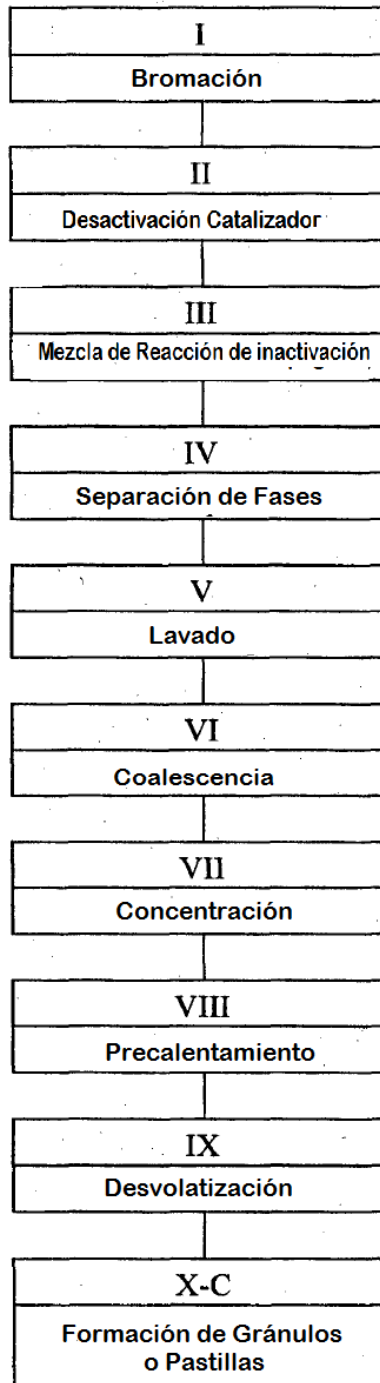 I
Bromación
II
Desactivación Catalizador
III
Mezcla de Reacción de inactivación
IV
Separación de Fases
V
Lavado
VI
Coalescencia
VII
Concentración
VIII
Precalentamiento
IX
Desvolatización
X-C
Formación de Gránulos
o Pastillas